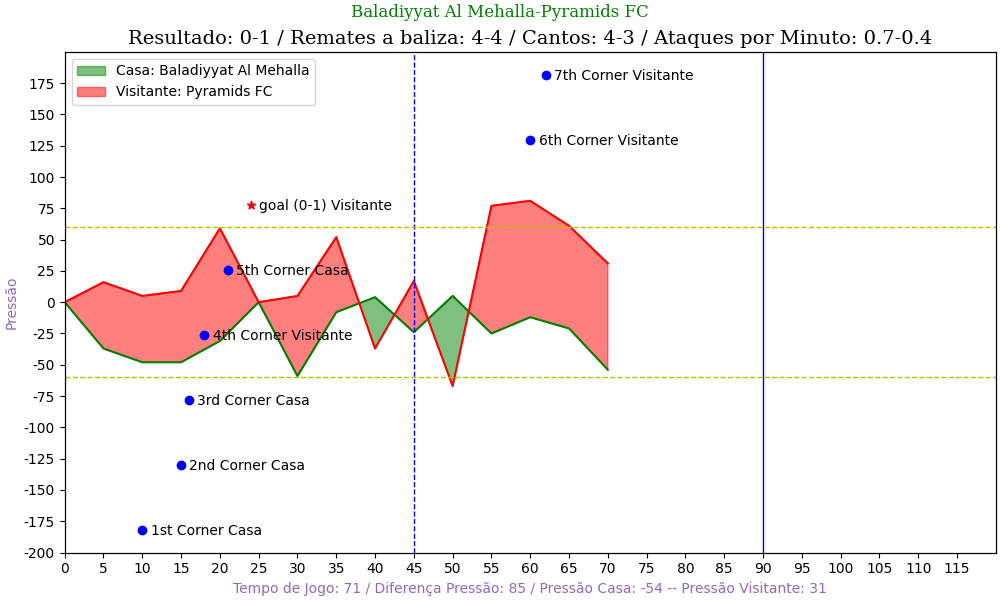 Baladiyyat Al Mehalla-Pyramids FC
Resultado: 0-1 / Remates a baliza: 4-4 / Cantos: 4-3 / Ataques por Minuto: 0.7-0.4
Casa: Baladiyyat Al Mehalla
Visitante: Pyramids FC
7th Corner Visitante
6th Corner Visitante
goal (0-1) Visitante
5th Corner Casa
4th Corner Visitante
3rd Corner Casa
2nd Corner Casa
1st Corner Casa
Pressão
175
150
125
100
75
50
25
0
-25
-50
-75
-100
-125
-150
-175
-200
0 5 10 15 20 25 30 35 40 45 50 55 60 65 70 75 80 85 90 95 100 105 110 115
Tempo de Jogo: 71 / Diferença Pressão: 85 / Pressão Casa: -54 -- Pressão Visitante: 31